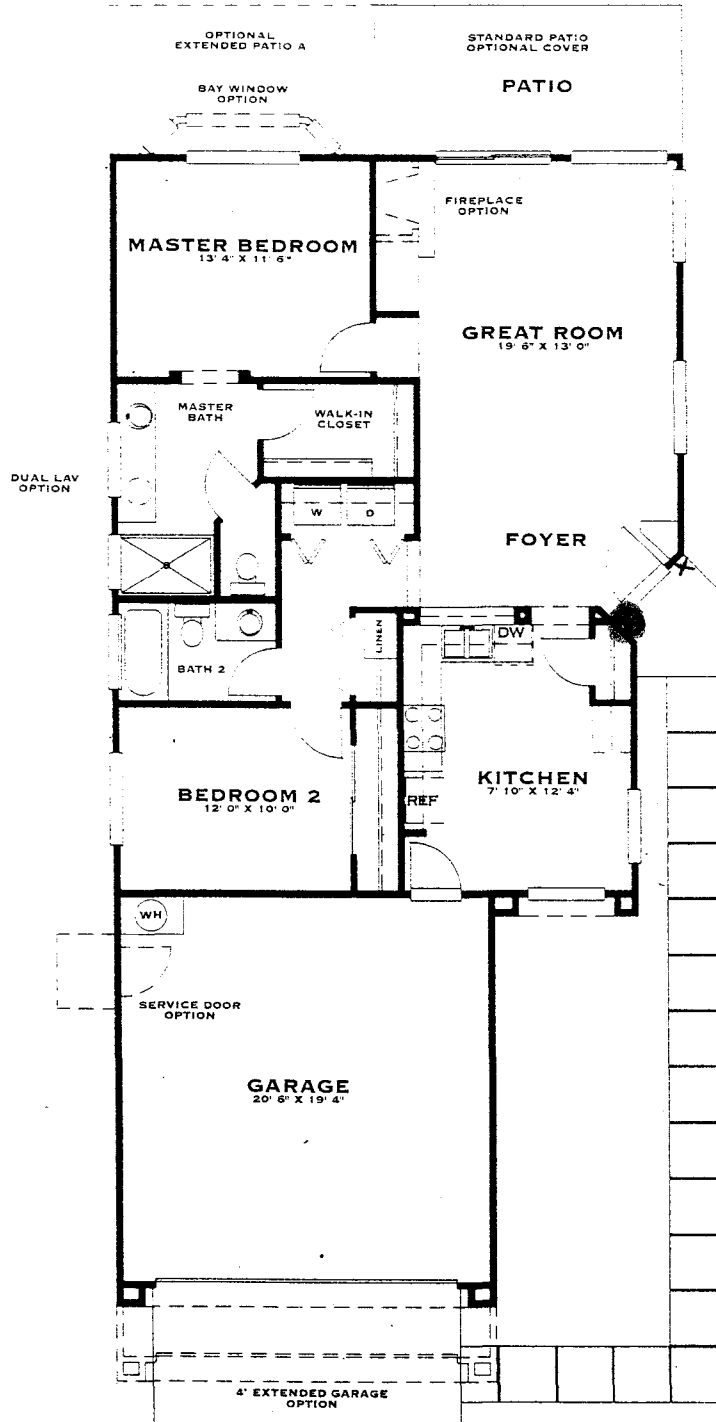 OPTIONAL
EXTENDED PATIO A
STANDARD PATIO
OPTIONAL COVER
PATIO
BAY WINDOW
OPTION
FIREPLACE
OPTION
MASTER BEDROOM
13' 4" X 11' 6"
GREAT ROOM
19' 6" X 13' 0"
MASTER
BATH
WALK-IN
CLOSET
DUAL LAV
OPTION
W
D
FOYER
LINEN
DW
BATH 2
BEDROOM 2
12' 0" X 10' 0"
KITCHEN
7' 10" X 12' 4"
REF
WH
SERVICE DOOR
OPTION
GARAGE
20' 6" X 19' 4"
4' EXTENDED GARAGE
OPTION